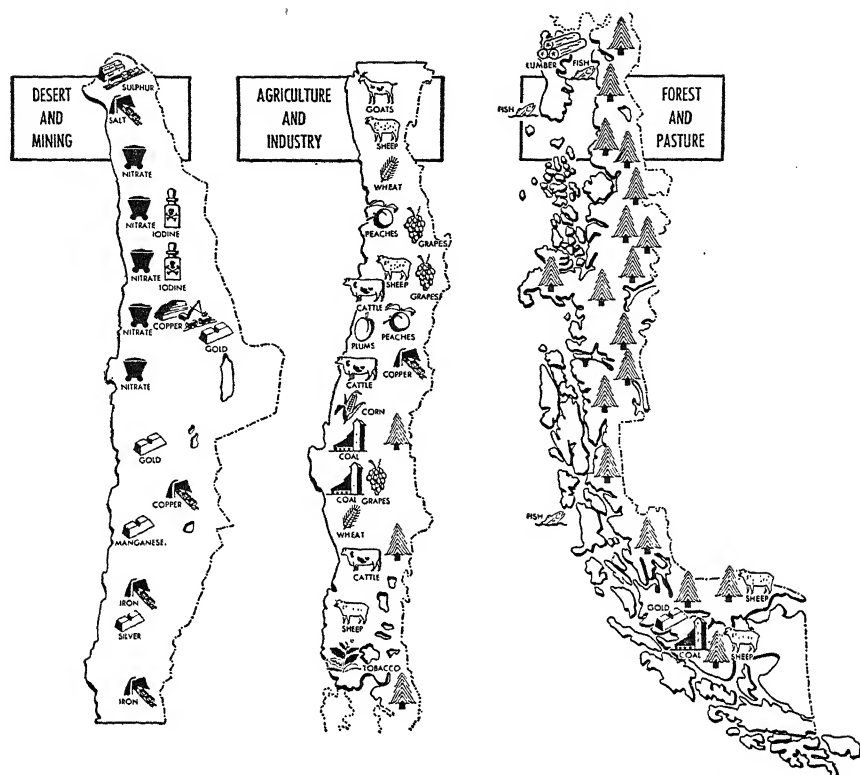 DESERT
AND
MINING
SULPHUR
SALT
NITRATE
NITRATE
IODINE
NITRATE
IODINE
NITRATE
COPPER
GOLD
NITRATE
GOLD
COPPER
MANGANESE.
IRON
SILVER
IRON
AGRICULTURE
AND
INDUSTRY
GOATS
SHEEP
WHEAT
PEACHES
GRAPES
SHEEP
CATTLE
GRAPES
PLUMS
PEACHES
CATTLE
COPPER
CORN
COAL
COAL
GRAPES
WHEAT
CATTLE
SHEEP
TOBACCO
FOREST
AND
PASTURE
LUMBER
FISH
FISH
FISH
SHEEP
GOLD
COAL
SHEEP